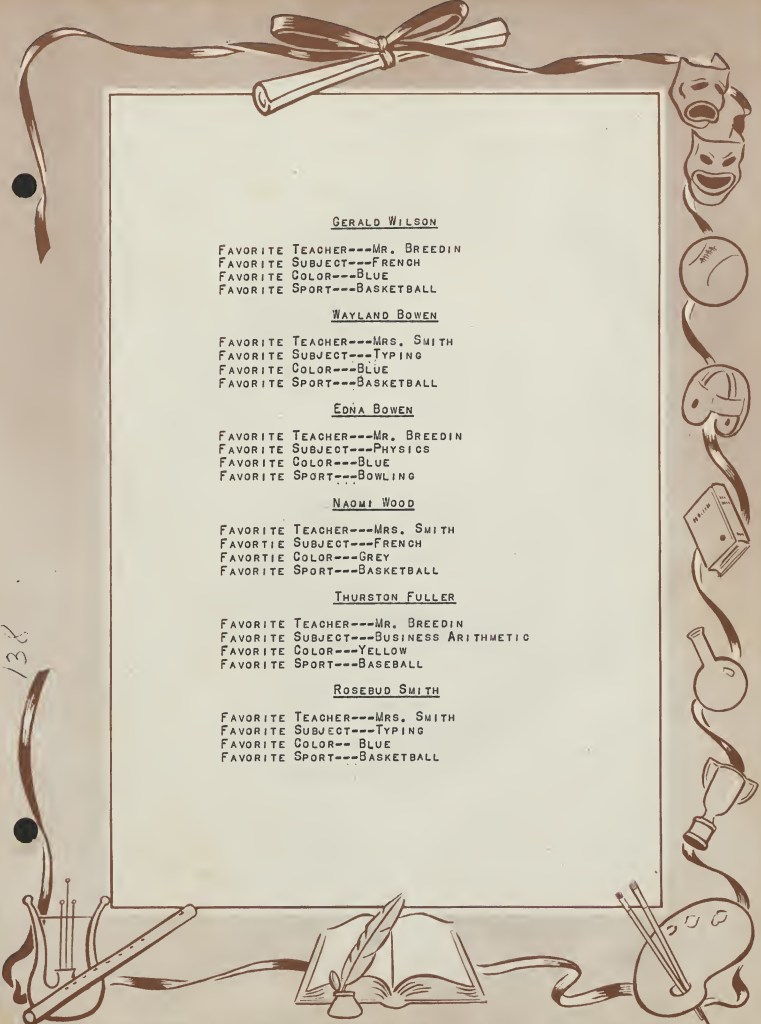 GERALD WILSON
FAVORITE TEACHER---MR. BREEDIN
FAVORITE SUBJECT---FRENCH
FAVORITE COLOR---BLUE
FAVORITE SPORT---BASKETBALL
WAYLAND BOWEN
FAVORITE TEACHER---MRS. SMITH
FAVORITE SUBJECT---TYPING
FAVORITE COLOR---BLUE
FAVORITE SPORT---BASKETBALL
EDNA BOWEN
FAVORITE TEACHER---MR. BREEDIN
FAVORITE SUBJECT---PHYSICS
FAVORITE COLOR---BLUE
FAVORITE SPORT---BOWLING
NAOMI WOOD
FAVORITE TEACHER---MRS. SMITH
FAVORTIE SUBJECT---FRENCH
FAVORTIE COLOR---GREY
FAVORITE SPORT---BASKETBALL
THURSTON FULLER
FAVORITE TEACHER---MR. BREEDIN
FAVORITE SUBJECT---BUSINESS ARITHMETIC
FAVORITE COLOR---YELLOW
FAVORITE SPORT---BASEBALL
ROSEBUD SMITH
FAVORITE TEACHER---MRS. SMITH
FAVORITE SUBJECT---TYPING
FAVORITE COLOR-- BLUE
FAVORITE SPORT---BASKETBALL
138